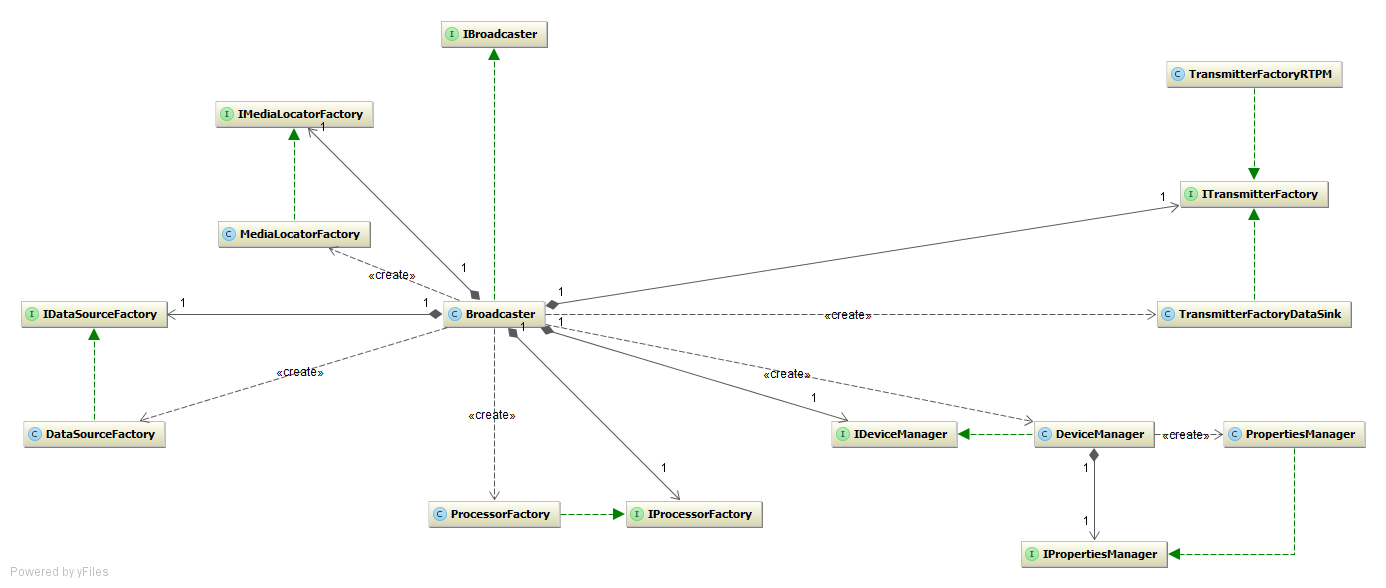 I IBroadcaster
C TransmitterFactoryRTPM
I IMediaLocatorFactory
1
1
I ITransmitterFactory
C MediaLocatorFactory
«create»
1
1
1
1
I IDataSourceFactory
C Broadcaster
«create»
C TransmitterFactoryDataSink
1
1
«create»
«create»
1
«create»
C DataSourceFactory
I IDeviceManager
C DeviceManager
«create»
C PropertiesManager
1
1
C ProcessorFactory
I IProcessorFactory
1
I IPropertiesManager
Powered by yFiles